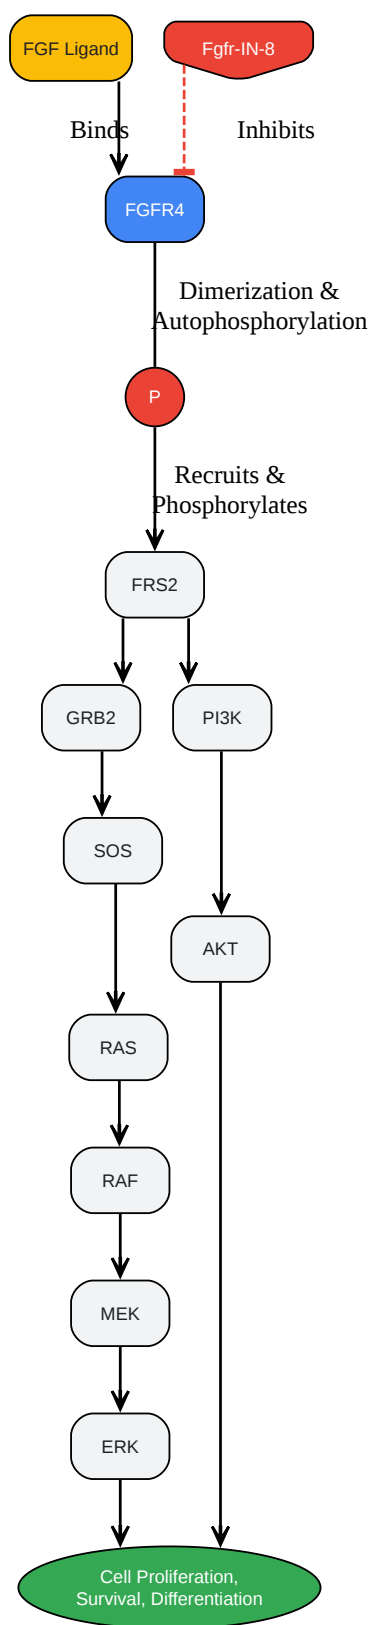 FGF Ligand
Fgfr-IN-8
Binds
Inhibits
FGFR4
Dimerization &
Autophosphorylation
P
Recruits &
Phosphorylates
FRS2
GRB2
PI3K
SOS
AKT
RAS
RAF
MEK
ERK
Cell Proliferation,
Survival, Differentiation